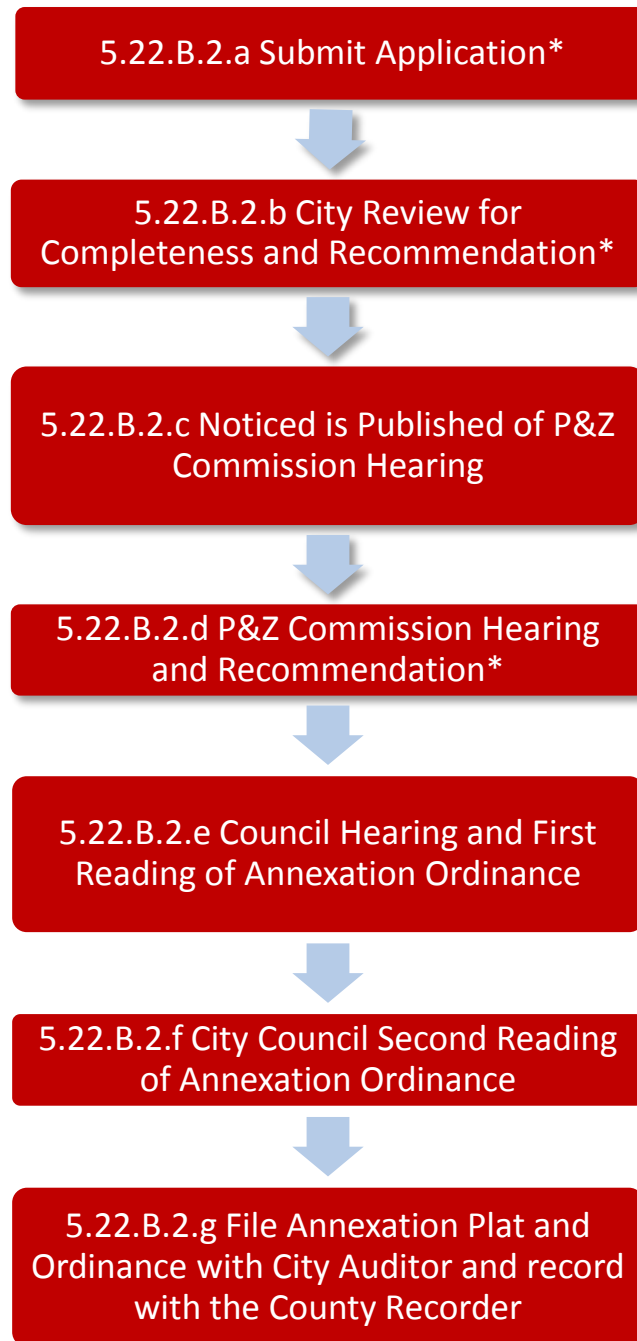 5.22.B.2.a Submit Application*
5.22.B.2.b City Review for
Completeness and Recommendation*
5.22.B.2.c Noticed is Published of P&Z
Commission Hearing
5.22.B.2.d P&Z Commission Hearing
and Recommendation*
5.22.B.2.e Council Hearing and First
Reading of Annexation Ordinance
5.22.B.2.f City Council Second Reading
of Annexation Ordinance
5.22.B.2.g File Annexation Plat and
Ordinance with City Auditor and record
with the County Recorder